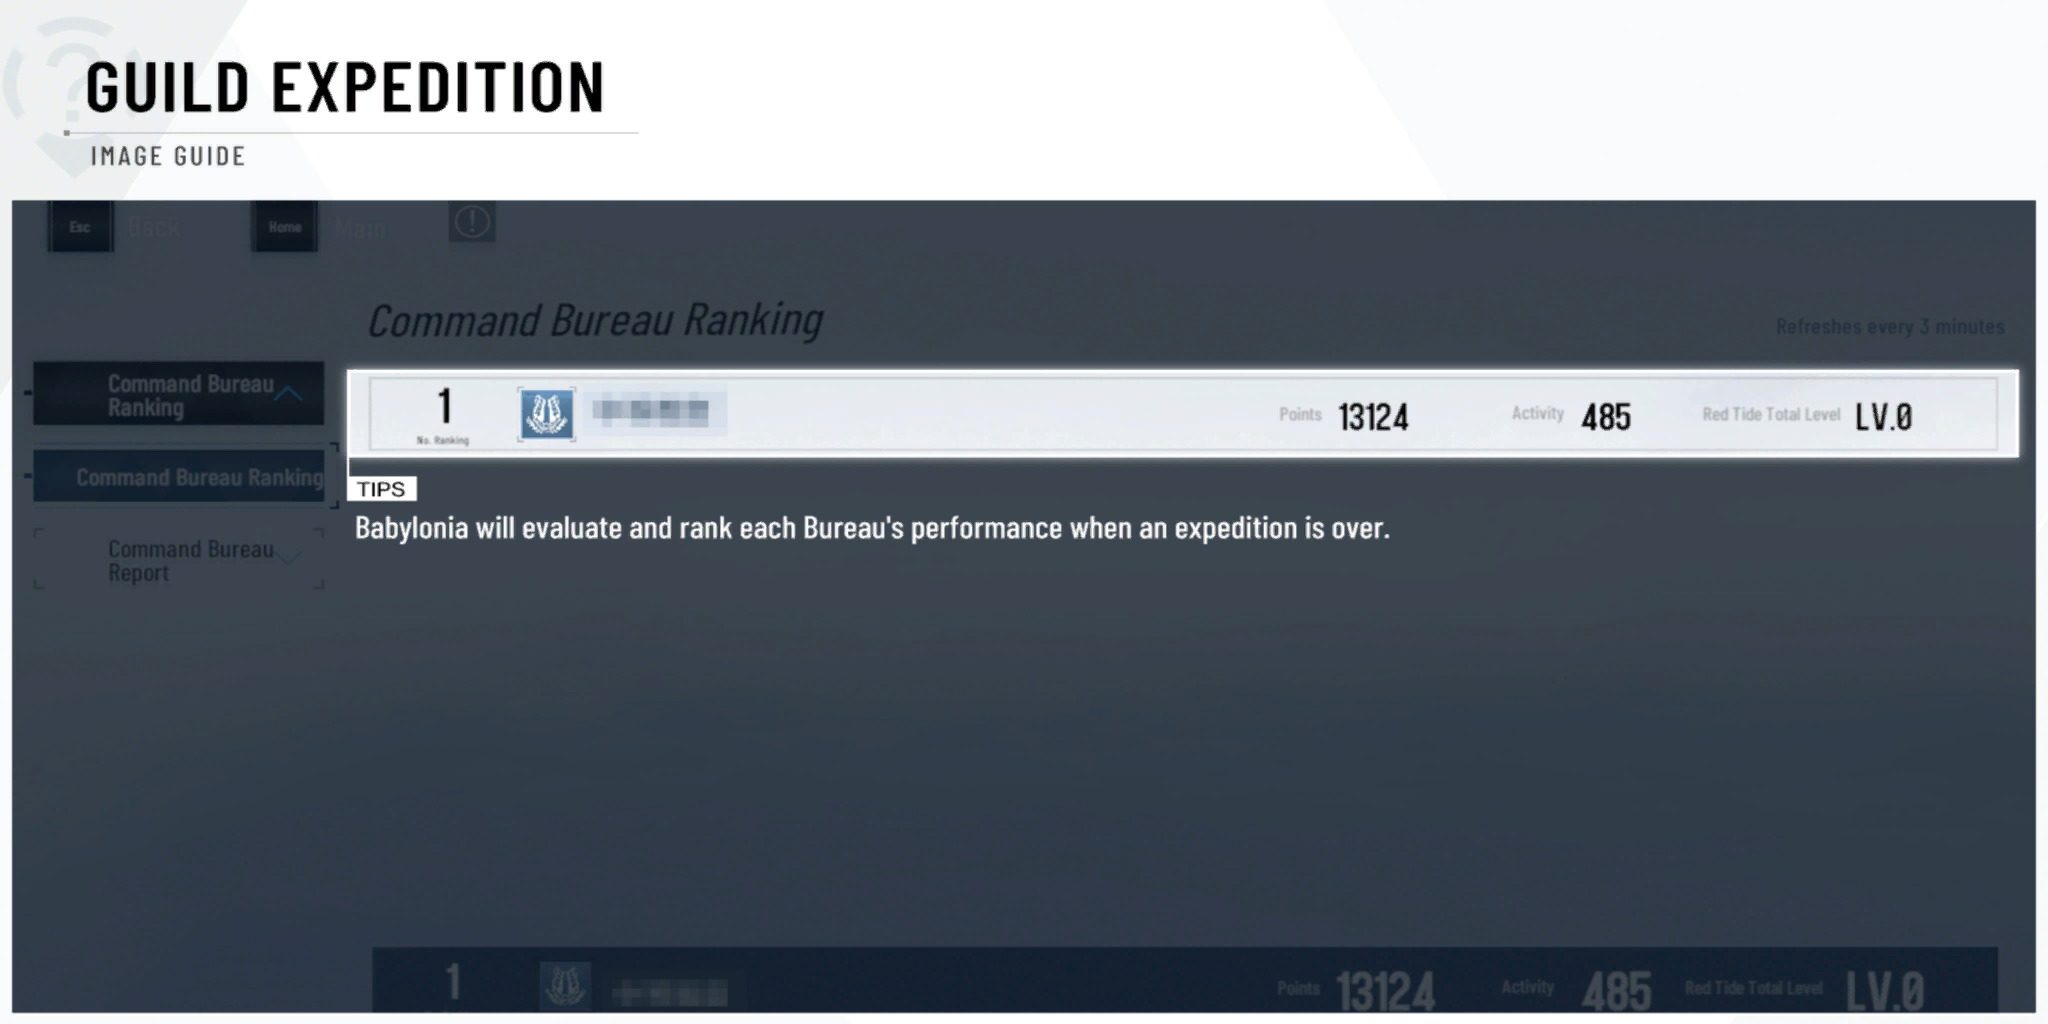 GUILD EXPEDITION
IMAGE GUIDE
Esc
Back
Home
Main
Command Bureau Ranking
Refreshes every 3 minutes
Command Bureau
Ranking
Command Bureau Ranking
Command Bureau
Report
1
No. Ranking
Points 13124
Activity 485
Red Tide Total Level LV.0
TIPS
Babylonia will evaluate and rank each Bureau's performance when an expedition is over.
1
Points 13124
Activity 485
Red Tide Total Level LV.0